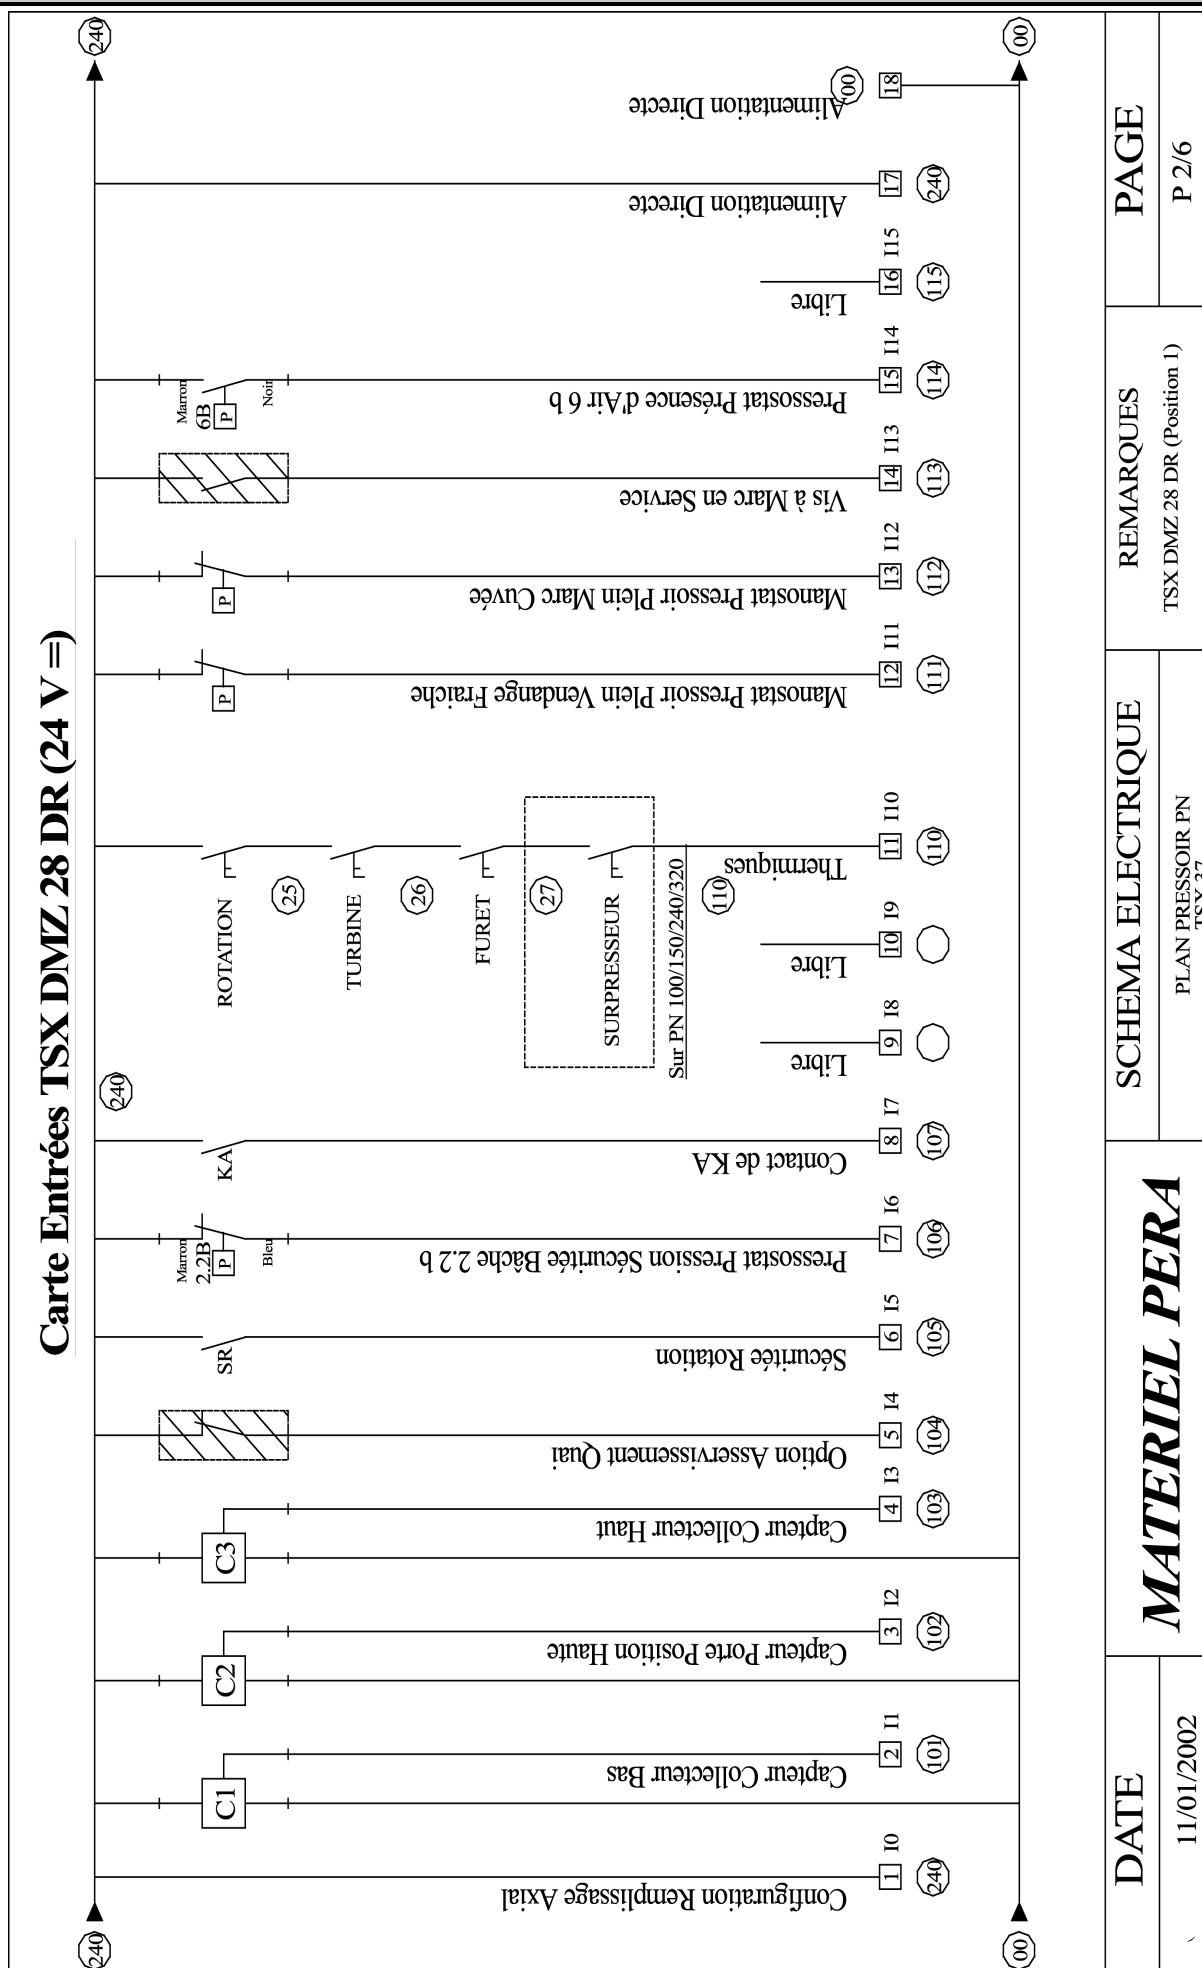 Carte Entrées TSX DMZ 28 DR (24 V =)
240
240
240
ROTATION
25
TURBINE
26
FURET
27
SURPRESSEUR
Sur PN 100/150/240/320
110
C1
C2
C3
SR
Marron
2.2B
P
Bleu
KA
P
P
Marron
6B
P
Noir
Configuration Remplissage Axial
Capteur Collecteur Bas
Capteur Porte Position Haute
Capteur Collecteur Haut
Option Asservissement Quai
Sécuritée Rotation
Pressostat Pression Sécuritée Bâche 2.2 b
Contact de KA
Libre
Libre
Thermiques
Manostat Pressoir Plein Vendange Fraiche
Manostat Pressoir Plein Marc Cuvée
Vis à Marc en Service
Pressostat Présence d'Air 6 b
Libre
Alimentation Directe
Alimentation Directe
1 I0
2 I1
3 I2
4 I3
5 I4
6 I5
7 I6
8 I7
9 I8
10 I9
11 I10
12 I11
13 I12
14 I13
15 I14
16 I15
17
18
240
101
102
103
104
105
106
107
110
111
112
113
114
115
240
00
00
00
DATE
11/01/2002
MATERIEL PERA
SCHEMA ELECTRIQUE
PLAN PRESSOIR PN
TSX 37
REMARQUES
TSX DMZ 28 DR (Position 1)
PAGE
P 2/6